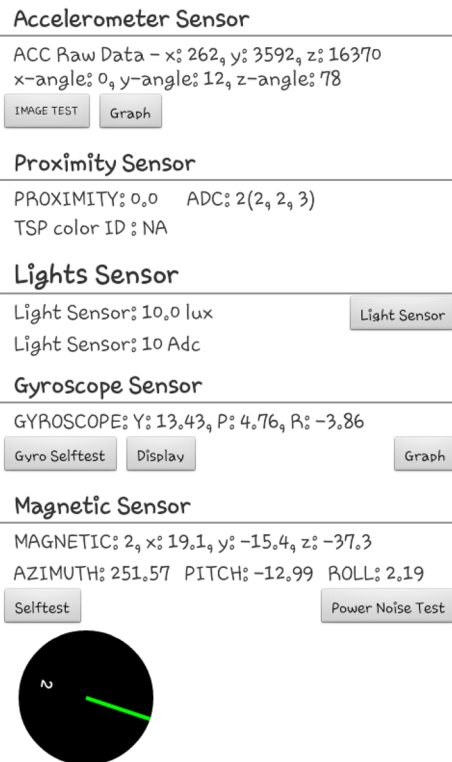 Accelerometer Sensor
ACC Raw Data - x: 262, y: 3592, z: 16370
x-angle: 0, y-angle: 12, z-angle: 78
IMAGE TEST Graph
Proximity Sensor
PROXIMITY: 0.0 ADC: 2(2, 2, 3)
TSP color ID : NA
Lights Sensor
Light Sensor: 10.0 lux Light Sensor
Light Sensor: 10 Adc
Gyroscope Sensor
GYROSCOPE: Y: 13.43, P: 4.76, R: -3.86
Gyro Selftest Display Graph
Magnetic Sensor
MAGNETIC: 2, x: 19.1, y: -15.4, z: -37.3
AZIMUTH: 251.57 PITCH: -12.99 ROLL: 2.19
Selftest Power Noise Test
2